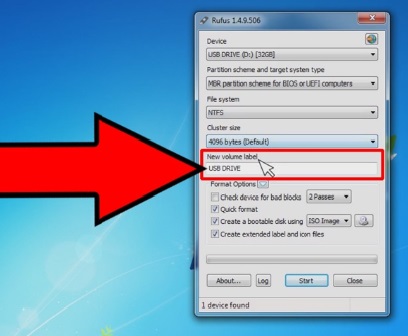 Rufus 1.4.9.506
Device
USB DRIVE (D:) [32GB]
Partition scheme and target system type
MBR partition scheme for BIOS or UEFI computers
File system
NTFS
Cluster size
4096 bytes (Default)
New volume label
USB DRIVE
Format Options
Check device for bad blocks 2 Passes
Quick format
Create a bootable disk using ISO Image
Create extended label and icon files
About... Log Start Close
1 device found